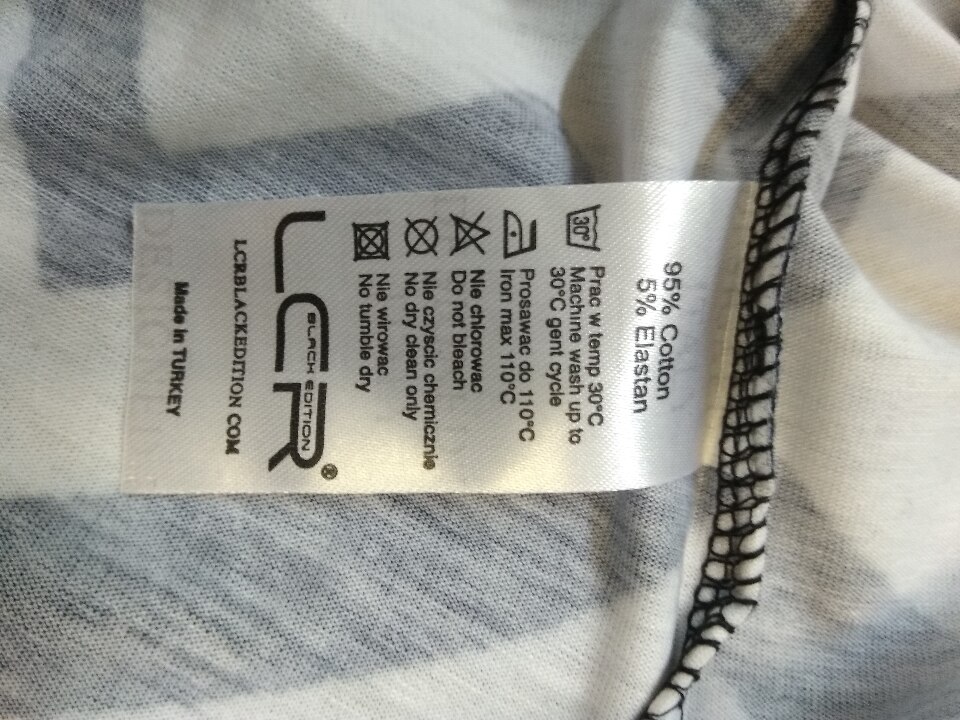 95% Cotton
5% Elastan
30°
Prac w temp 30°C
Machine wash up to
30°C gent cycle
Prosawac do 110°C
Iron max 110°C
Nie chlorowac
Do not bleach
Nie czyscic chemicznie
No dry clean only
Nie wirowac
No tumble dry
LCR®
BLACK EDITION
LCRBLACKEDITION COM
Made in TURKEY